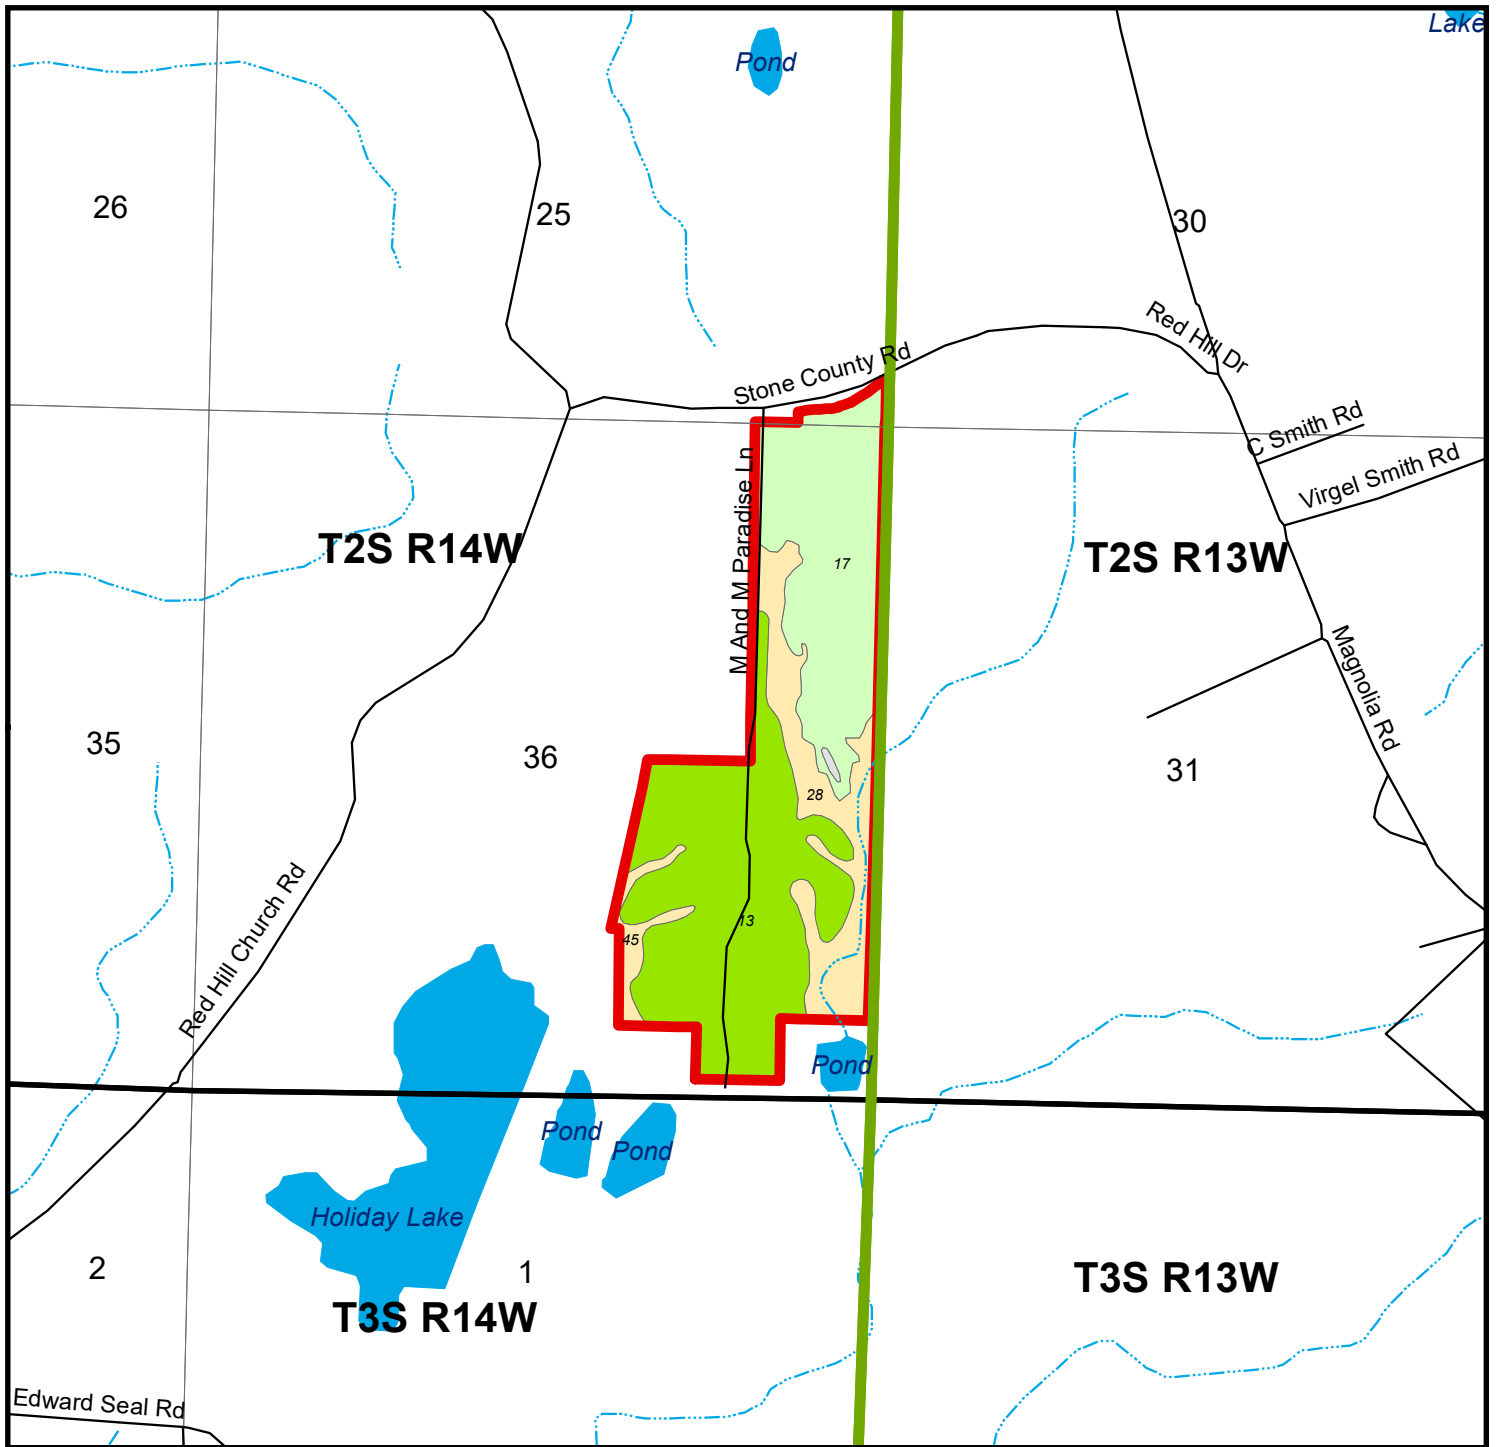 Lake
Pond
26
25
30
Red Hill Dr
Stone County Rd
C Smith Rd
Virgel Smith Rd
M And M Paradise Ln
T2S R14W
17
T2S R13W
Magnolia Rd
35
36
31
28
Red Hill Church Rd
13
45
Pond
Pond
Pond
Holiday Lake
2
1
T3S R13W
T3S R14W
Edward Seal Rd